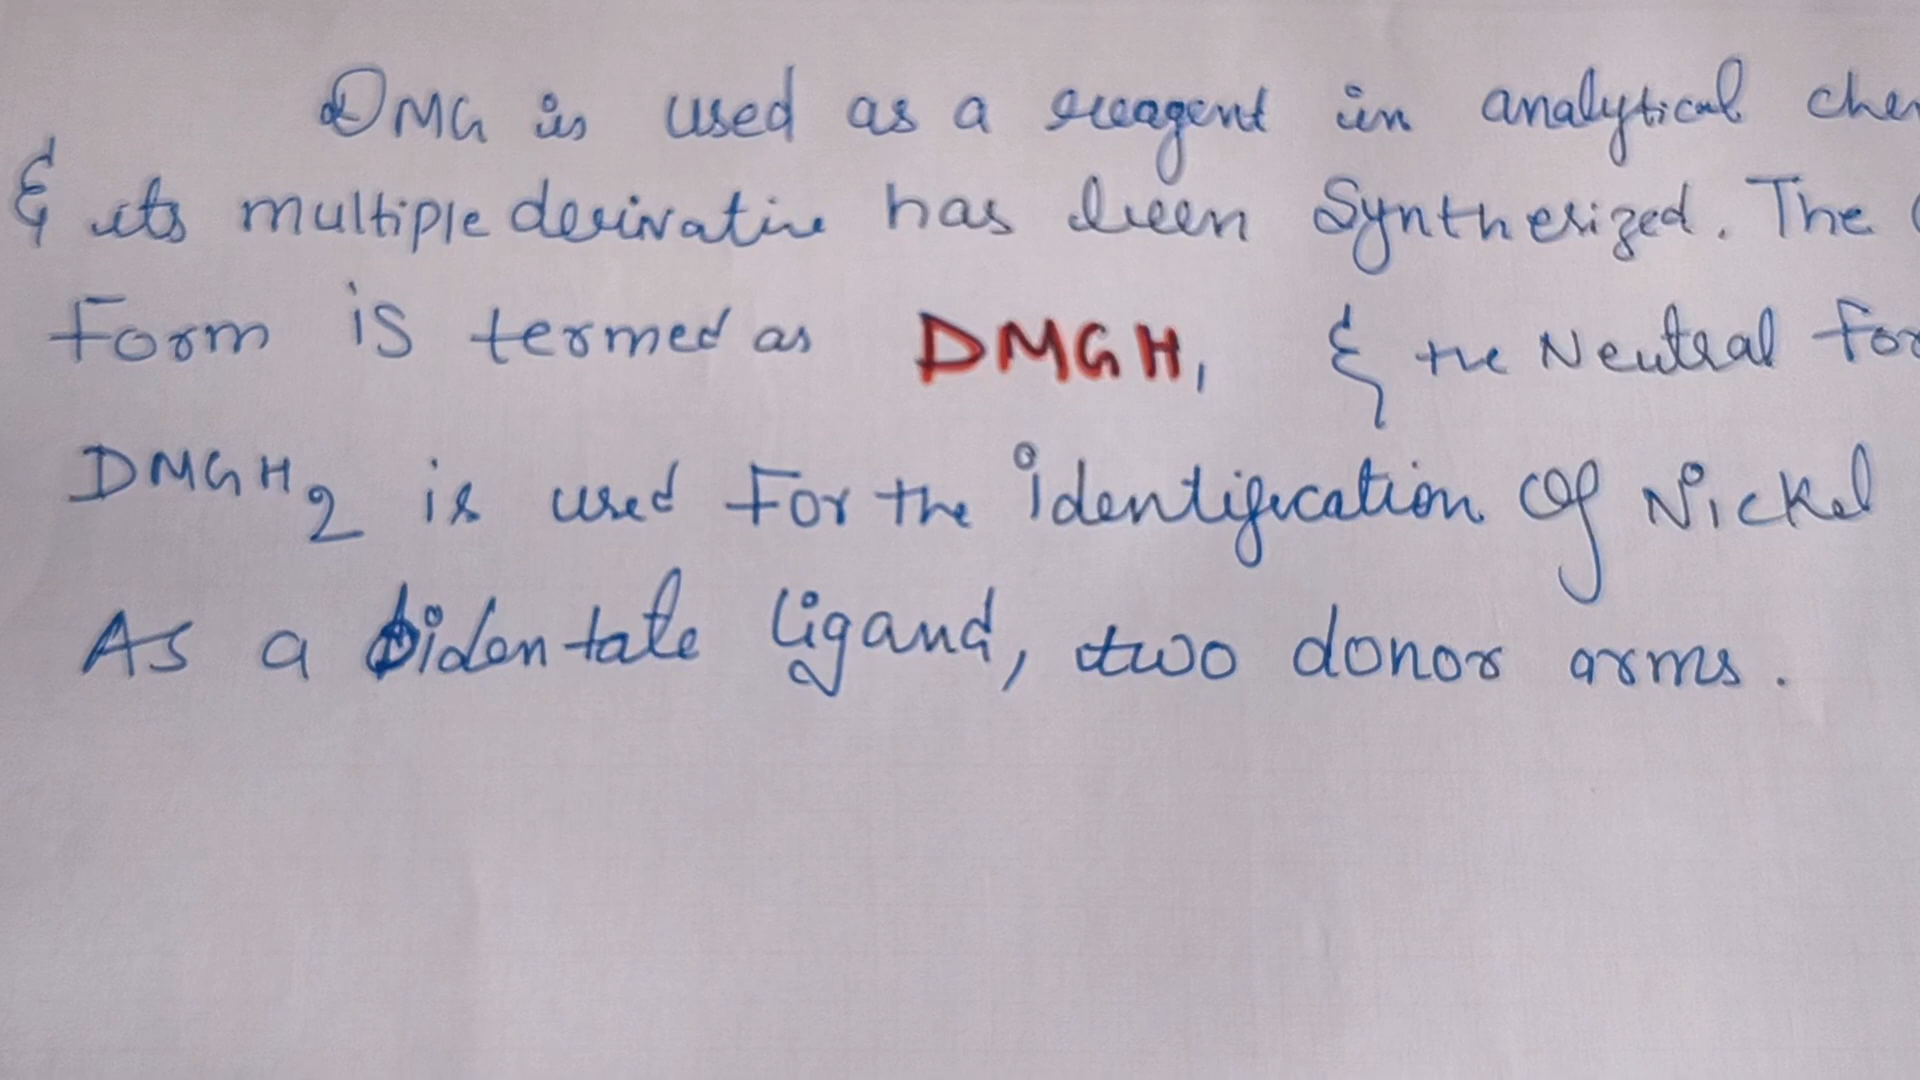 DMG is used as a reagent in analytical che
& its multiple derivative has been Synthesized. The
Form is termed as DMGH, & the Neutral For
DMGH2 is used For the identification Of Nickel
As a bidentate ligand, two donor arms.